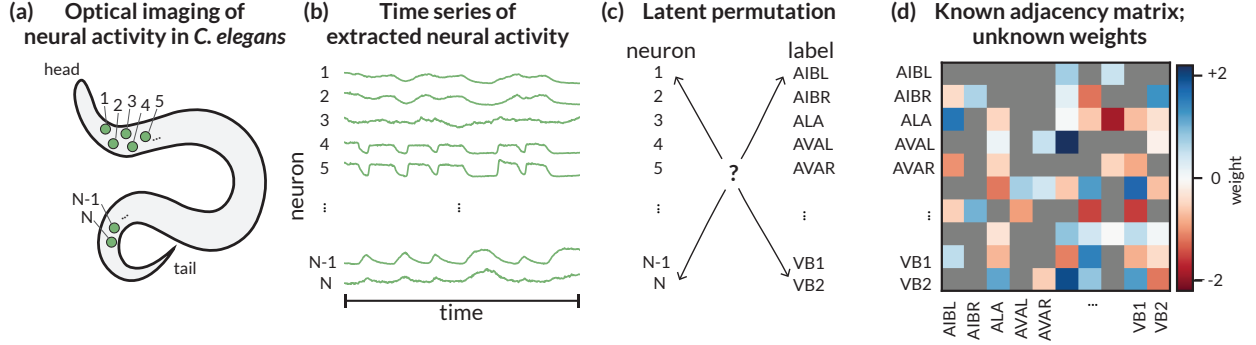 (a) Optical imaging of
neural activity in C. elegans
head
1
2
3
4
5
...
N-1
N
...
tail
(b) Time series of
extracted neural activity
neuron
1
2
3
4
5
...
...
...
N-1
N
time
(c) Latent permutation
neuron
label
1
AIBL
2
AIBR
3
ALA
4
AVAL
5
AVAR
?
...
...
N-1
VB1
N
VB2
(d) Known adjacency matrix;
unknown weights
AIBL
AIBR
ALA
AVAL
AVAR
...
VB1
VB2
AIBL
AIBR
ALA
AVAL
AVAR
...
VB1
VB2
+2
0
-2
weight